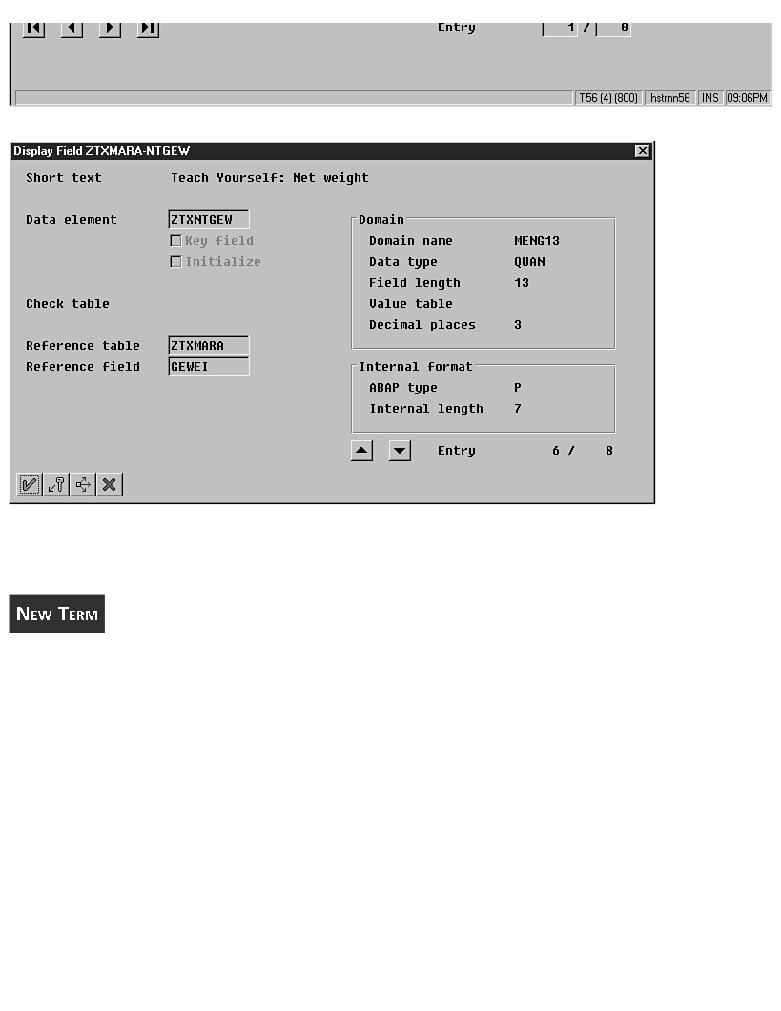 Entry 1 / 0
T56 (4) (800) hstmn56 INS 09:06PM
Display Field ZTXMARA-NTGEW
Short text Teach Yourself: Net weight
Data element ZTXNTGEW Domain
Key field Domain name MENG13
Initialize Data type QUAN
Field length 13
Check table Value table
Decimal places 3
Reference table ZTXMARA
Reference field GEWEI Internal format
ABAP type P
Internal length 7
Entry 6 / 8
NEW TERM